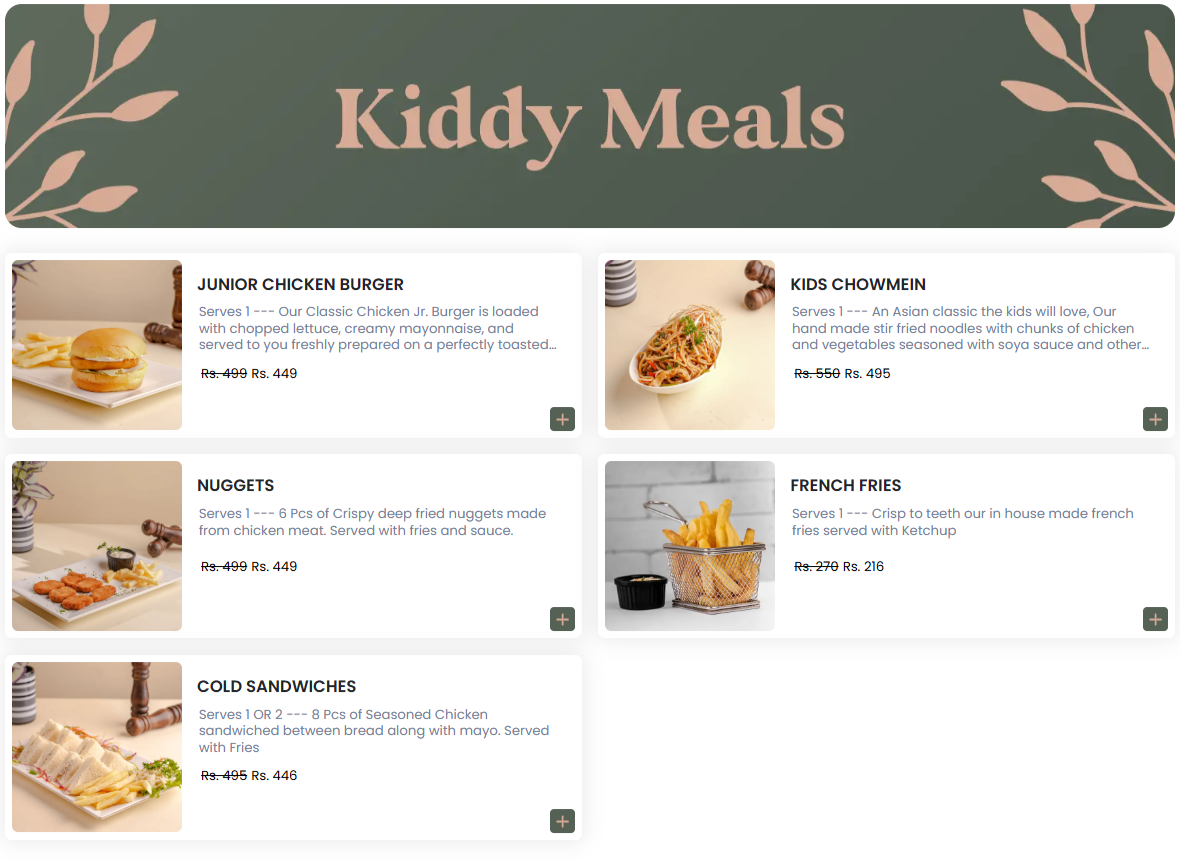 Kiddy Meals
JUNIOR CHICKEN BURGER
Serves 1 --- Our Classic Chicken Jr. Burger is loaded
with chopped lettuce, creamy mayonnaise, and
served to you freshly prepared on a perfectly toasted...
Rs. 499 Rs. 449
KIDS CHOWMEIN
Serves 1 --- An Asian classic the kids will love, Our
hand made stir fried noodles with chunks of chicken
and vegetables seasoned with soya sauce and other...
Rs. 550 Rs. 495
NUGGETS
Serves 1 --- 6 Pcs of Crispy deep fried nuggets made
from chicken meat. Served with fries and sauce.
Rs. 499 Rs. 449
FRENCH FRIES
Serves 1 --- Crisp to teeth our in house made french
fries served with Ketchup
Rs. 270 Rs. 216
COLD SANDWICHES
Serves 1 OR 2 --- 8 Pcs of Seasoned Chicken
sandwiched between bread along with mayo. Served
with Fries
Rs. 495 Rs. 446